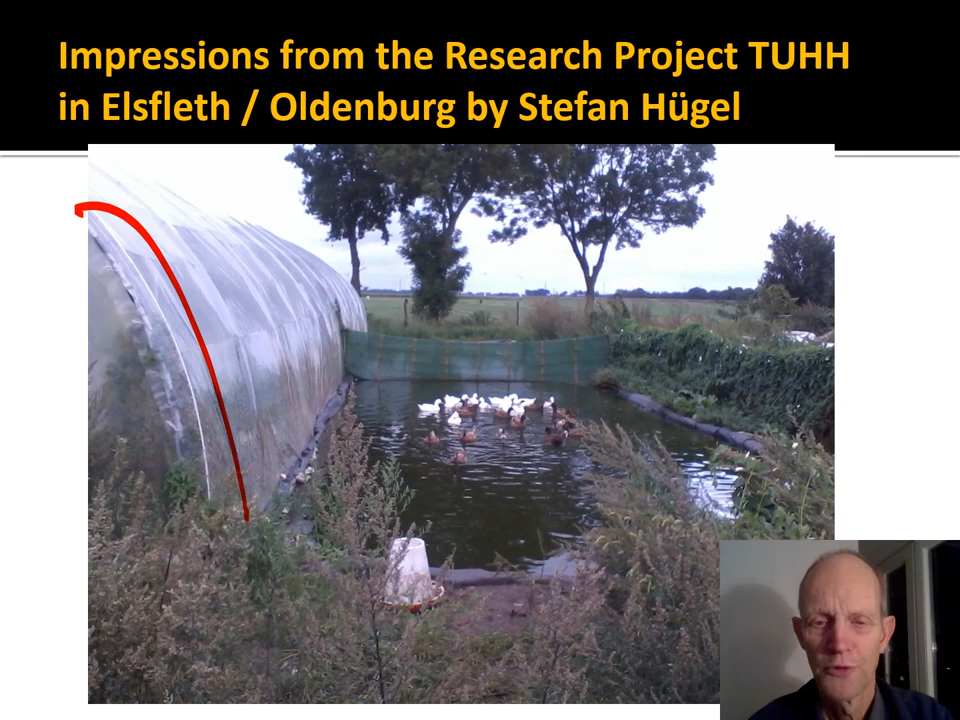 Impressions from the Research Project TUHH
in Elsfleth / Oldenburg by Stefan Hügel